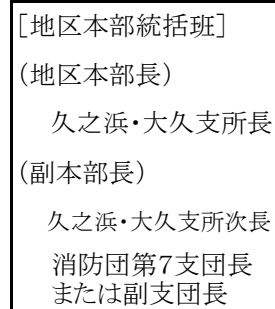 [地区本部統括班]
(地区本部長)
久之浜・大久支所長
(副本部長)
久之浜・大久支所次長
消防団第7支団長
または副支団長